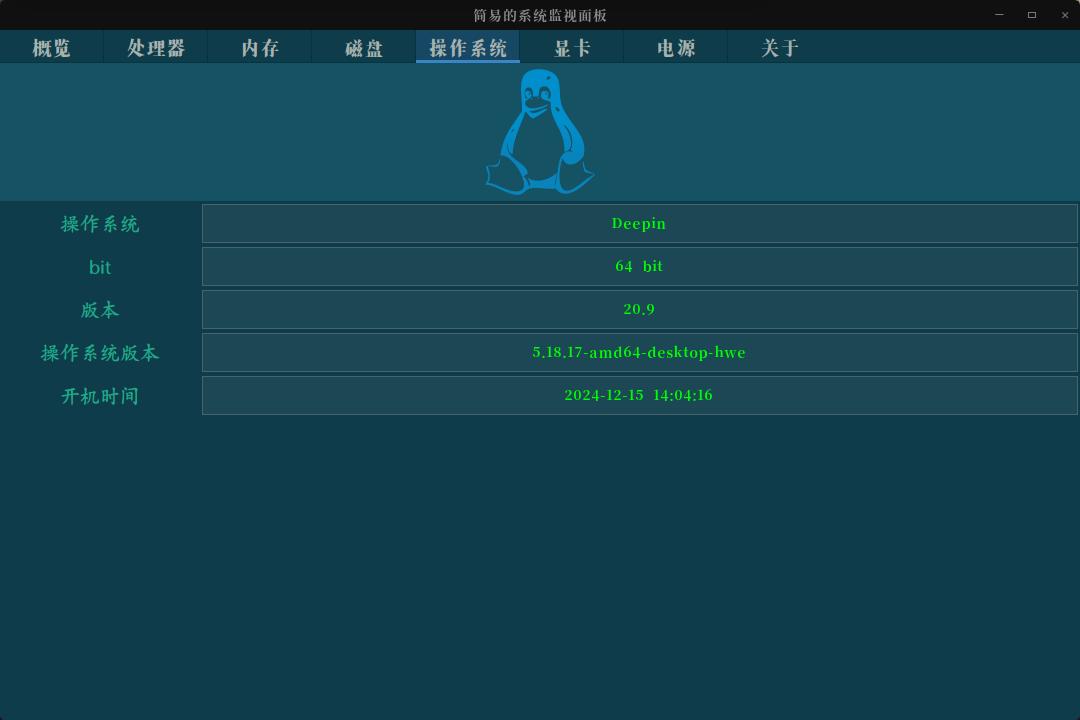 简易的系统监视面板
概览 处理器 内存 磁盘 操作系统 显卡 电源 关于
操作系统 Deepin
bit 64 bit
版本 20.9
操作系统版本 5.18.17-amd64-desktop-hwe
开机时间 2024-12-15 14:04:16